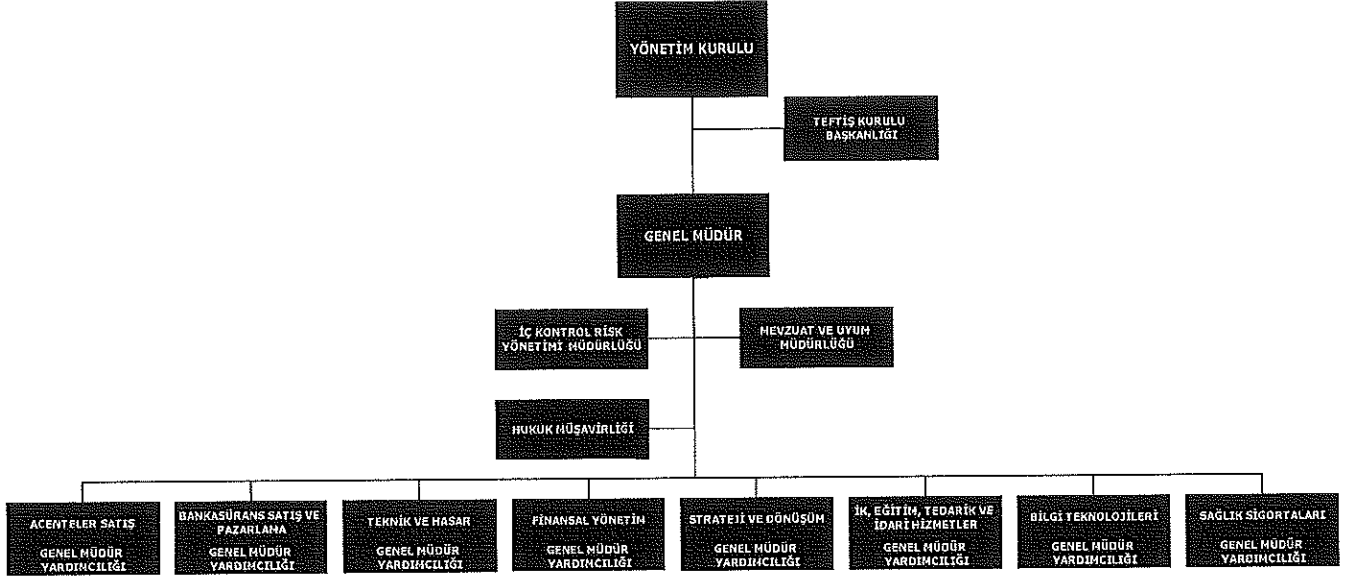 YÖNETİM KURULU
TEFTİŞ KURULU
BAŞKANLIĞI
GENEL MÜDÜR
İÇ KONTROL RİSK
YÖNETİMİ MÜDÜRLÜĞÜ
MEVZUAT VE UYUM
MÜDÜRLÜĞÜ
HUKUK MÜŞAVİRLİĞİ
ACENTELER SATIŞ
GENEL MÜDÜR
YARDIMCILIĞI
BANKASÜRANS SATIŞ VE
PAZARLAMA
GENEL MÜDÜR
YARDIMCILIĞI
TEKNİK VE HASAR
GENEL MÜDÜR
YARDIMCILIĞI
FİNANSAL YÖNETİM
GENEL MÜDÜR
YARDIMCILIĞI
STRATEJİ VE DÖNÜŞÜM
GENEL MÜDÜR
YARDIMCILIĞI
İK, EĞİTİM, TEDARİK VE
İDARİ HİZMETLER
GENEL MÜDÜR
YARDIMCILIĞI
BİLGİ TEKNOLOJİLERİ
GENEL MÜDÜR
YARDIMCILIĞI
SAĞLIK SİGORTALARI
GENEL MÜDÜR
YARDIMCILIĞI